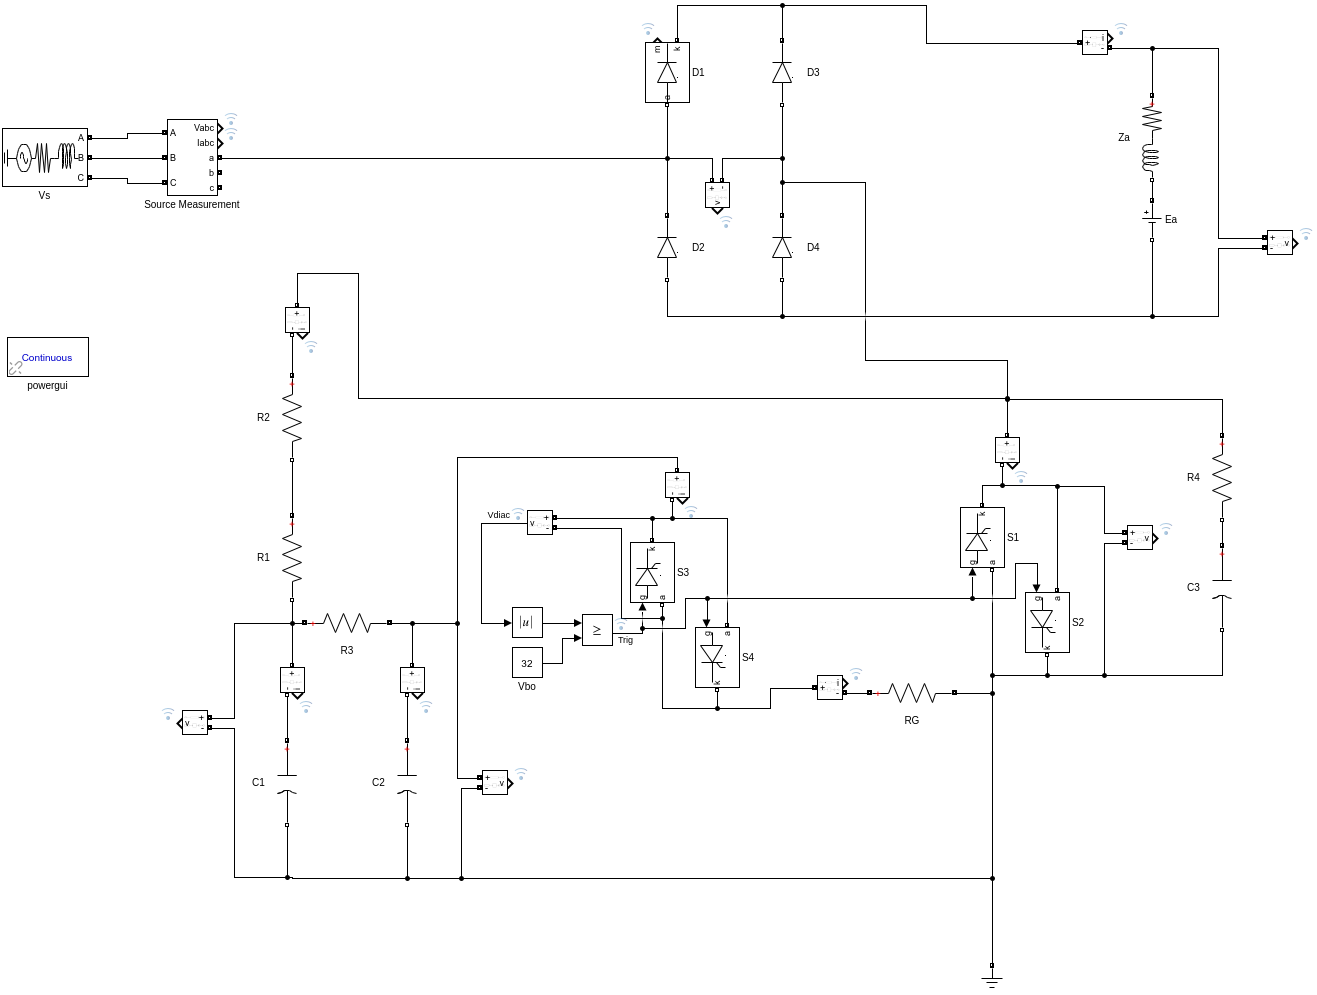 m
k
a
D1
D3
i
+
-
Za
+
Ea
+
-
v
A
B
C
Vs
A
B
C
Vabc
Iabc
a
b
c
Source Measurement
+
-
v
D2
D4
Continuous
powergui
+
-
R2
R1
R3
+
-
+
-
v
+
-
C1
C2
+
-
v
Vdiac
v
+
-
+
-
k
g
a
S3
|u|
≥
Trig
32
Vbo
g
a
k
S4
+
i
-
RG
+
-
k
g
a
S1
g
a
k
S2
+
-
v
R4
C3